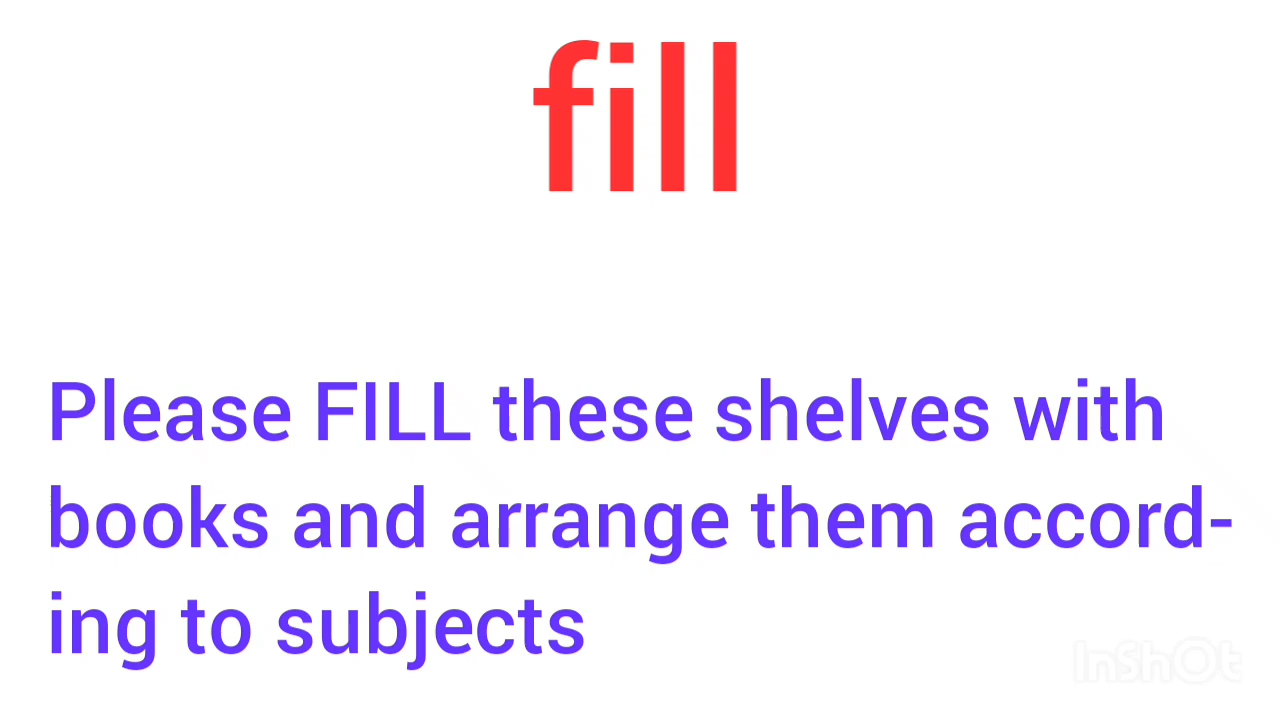 fill
Please FILL these shelves with
books and arrange them accord-
ing to subjects
InShOt